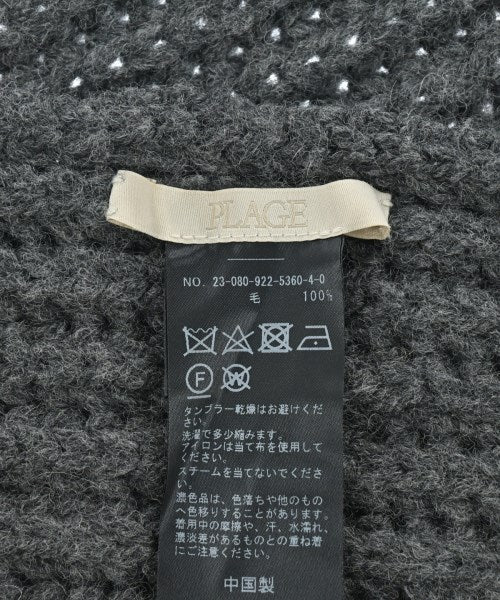 PLAGE
NO. 23-080-922-5360-4-0
毛 100%
F W
タンブラー乾燥はお避けくださ
い。
洗濯で多少縮みます。
アイロンは当て布を使用して
ください。
スチームを当てないでくださ
い。
濃色品は、色落ちや他のもの
へ色移りすることがあります。
着用中の摩擦や、汗、水濡れ、
濃淡差があるものとの重ね着
にご注意ください。
中国製